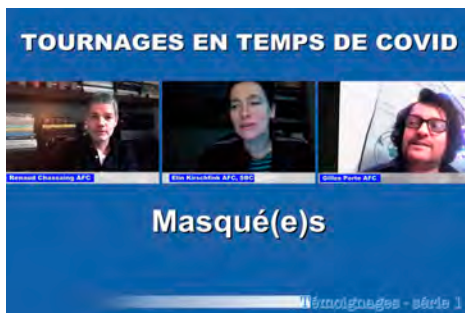 TOURNAGES EN TEMPS DE COVID
Renaud Chassaing AFC
Elin Kirschfink AFC, SBC
Gilles Porte AFC
Masqué(e)s
Témoignages - série 1